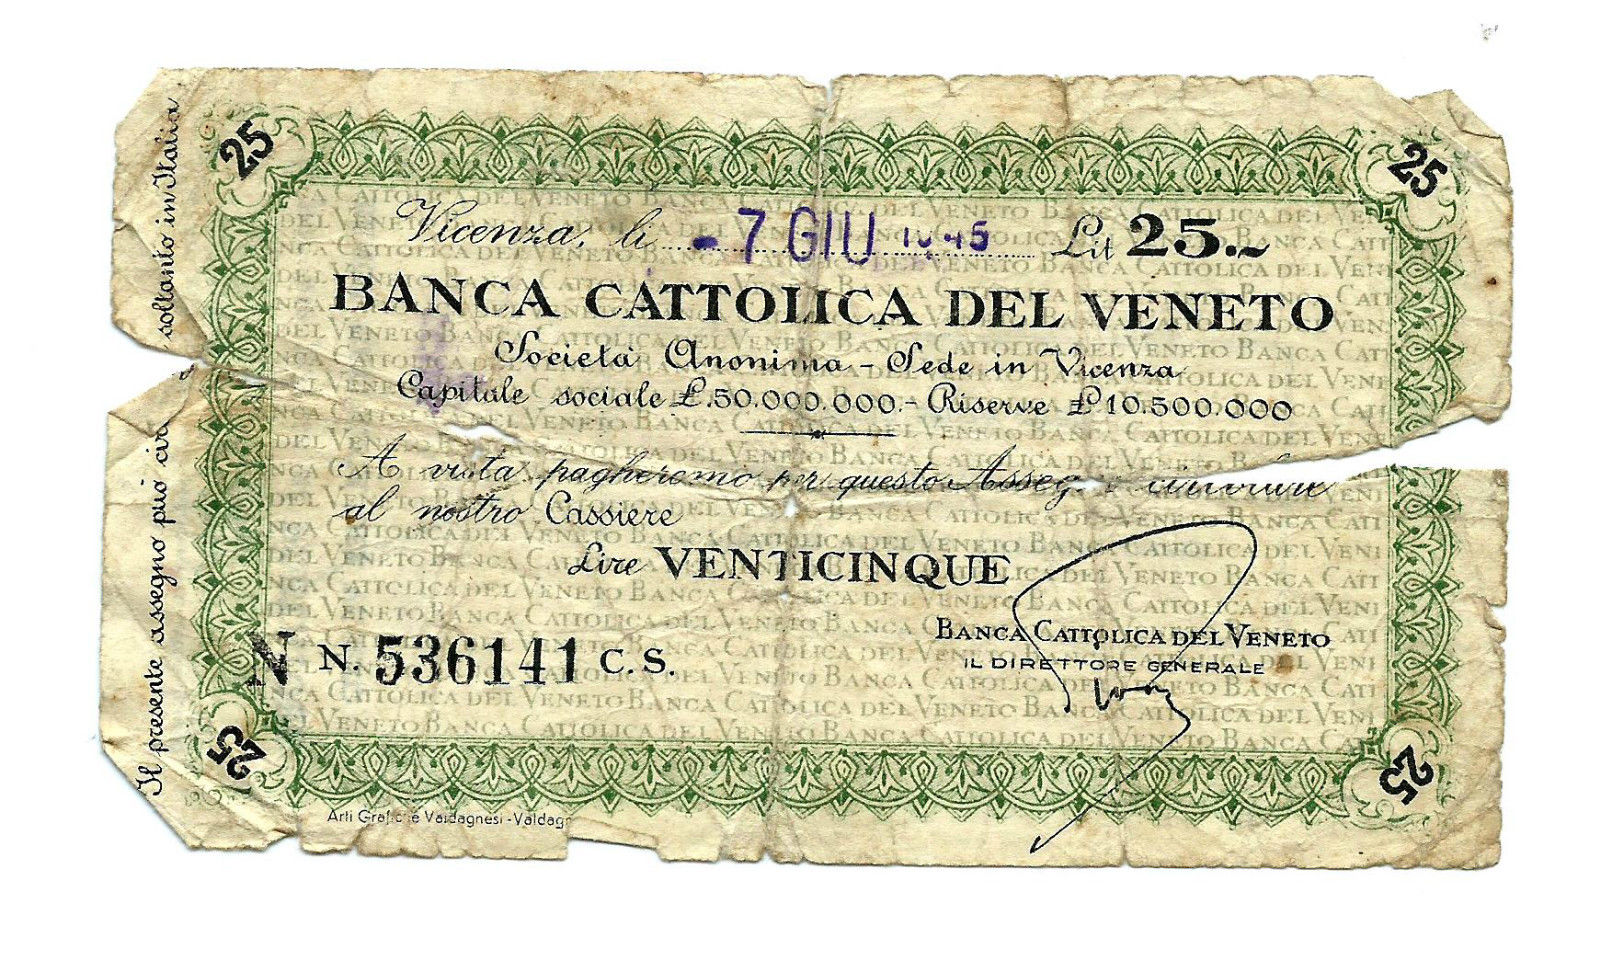 25
25
Vicenza, li - 7 GIU 1945 Lit 25.-
BANCA CATTOLICA DEL VENETO
Società Anonima - Sede in Vicenza
Capitale sociale £.50.000.000.- Riserve £ 10.500.000
A vista pagheremo per questo
al nostro Cassiere
Lire VENTICINQUE
BANCA CATTOLICA DEL VENETO
IL DIRETTORE GENERALE
N N. 536141 C.S.
25
25
Arti Grafiche Valdagnesi - Valdagn
Il presente assegno può cir soltanto in Italia